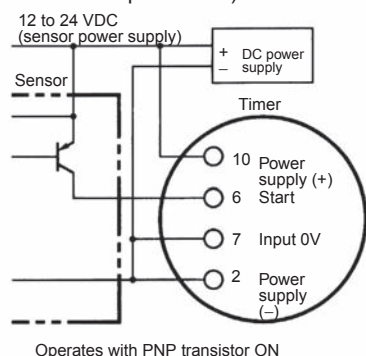 12 to 24 VDC
(sensor power supply)
+ DC power
– supply
Sensor
Timer
10 Power
supply (+)
6 Start
7 Input 0V
2 Power
supply
(–)
Operates with PNP transistor ON